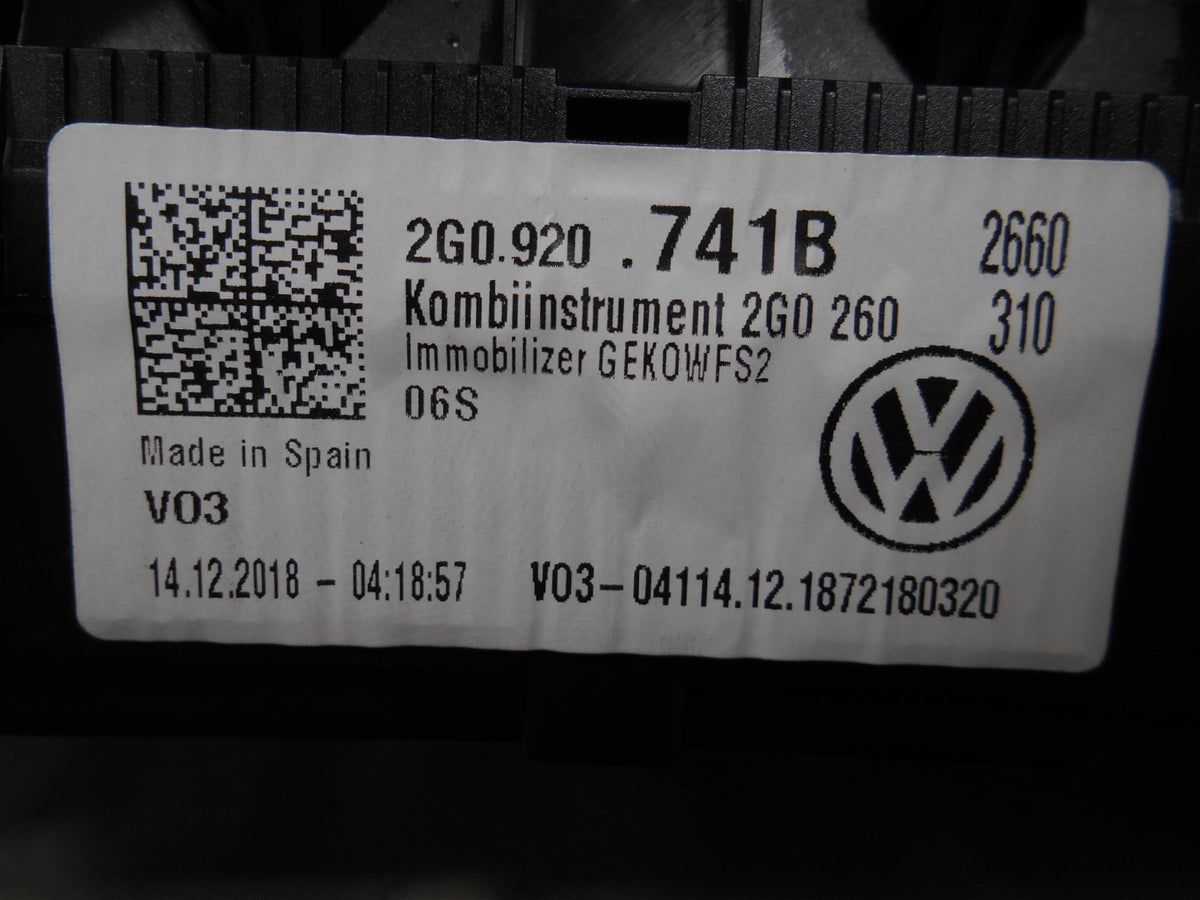 2G0.920 .741B 2660
Kombiinstrument 2G0 260 310
Immobilizer GEKOWFS2
06S
Made in Spain
V03
14.12.2018 - 04:18:57 V03-04114.12.1872180320